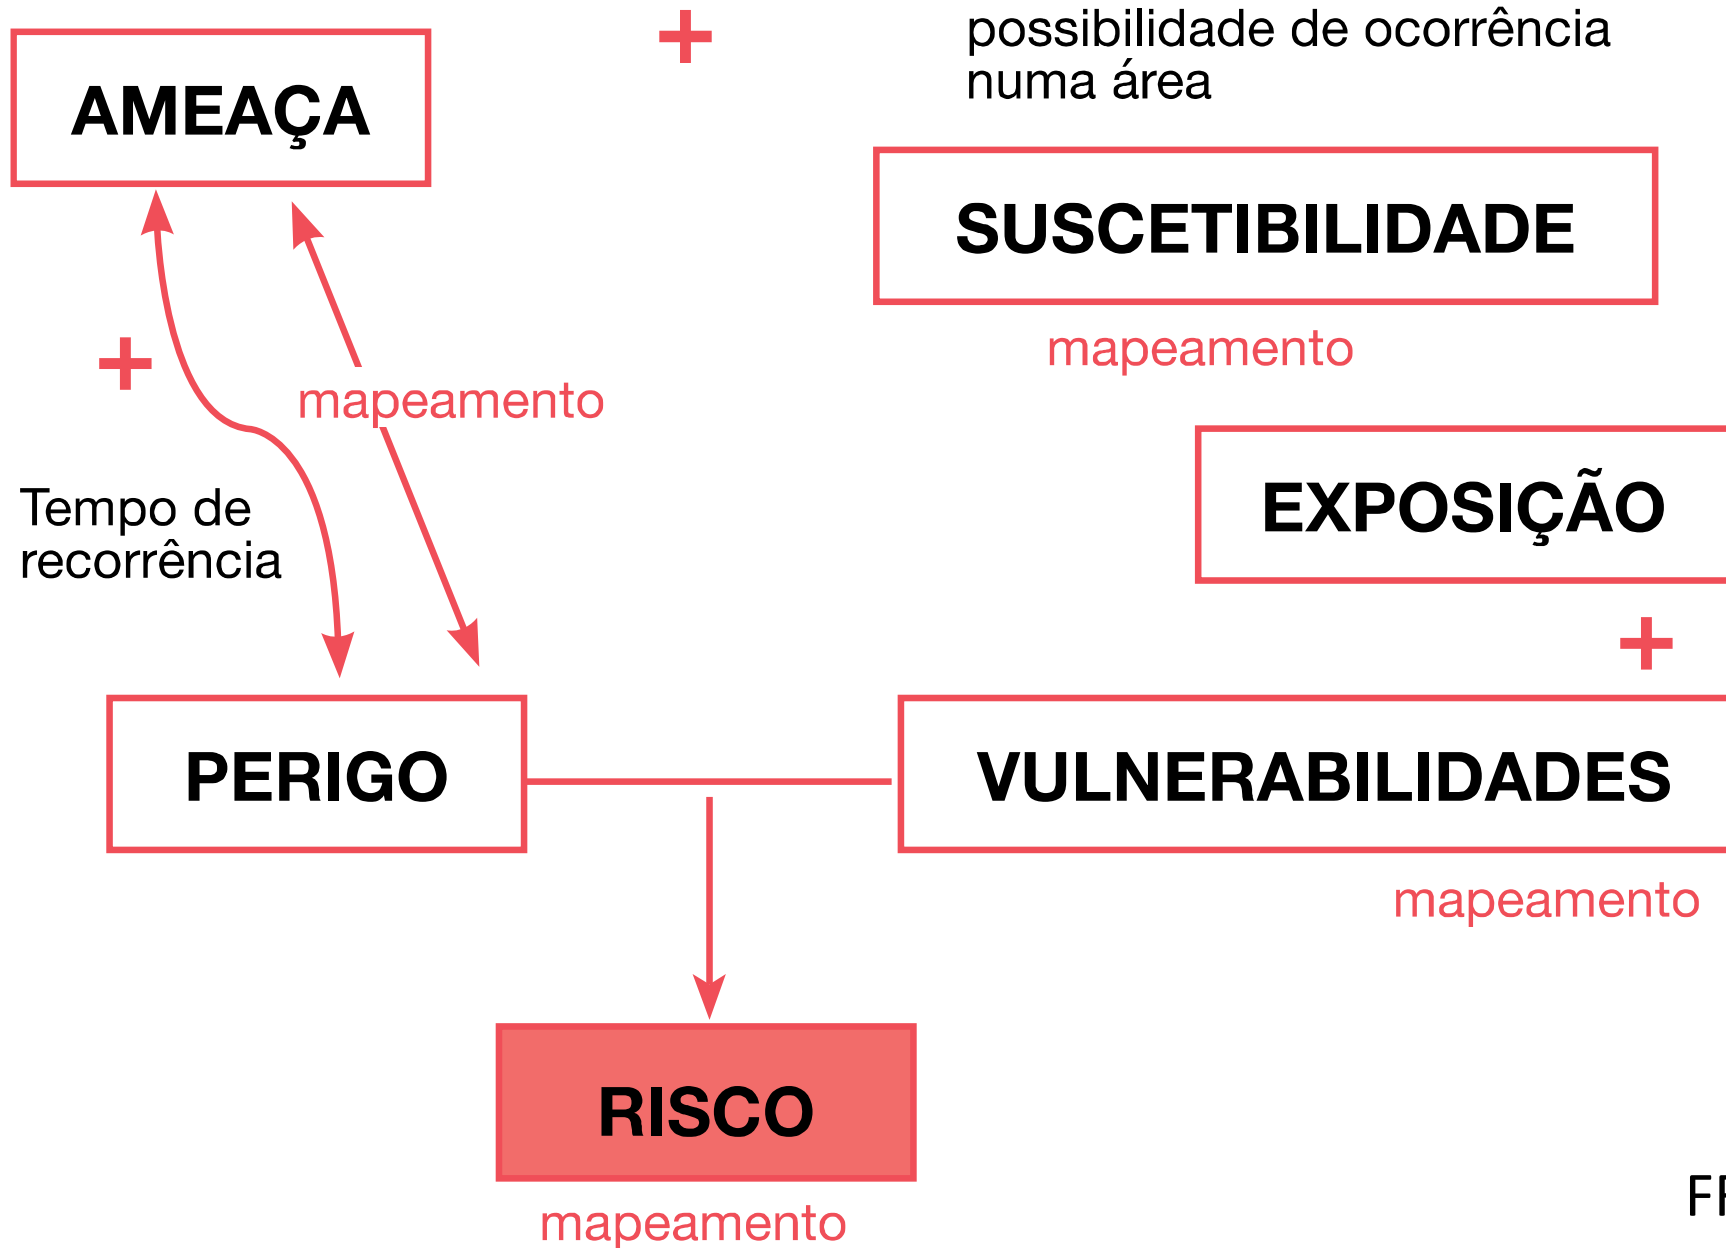 +
possibilidade de ocorrência
numa área
AMEAÇA
SUSCETIBILIDADE
mapeamento
+
mapeamento
EXPOSIÇÃO
Tempo de
recorrência
+
PERIGO
VULNERABILIDADES
mapeamento
RISCO
mapeamento